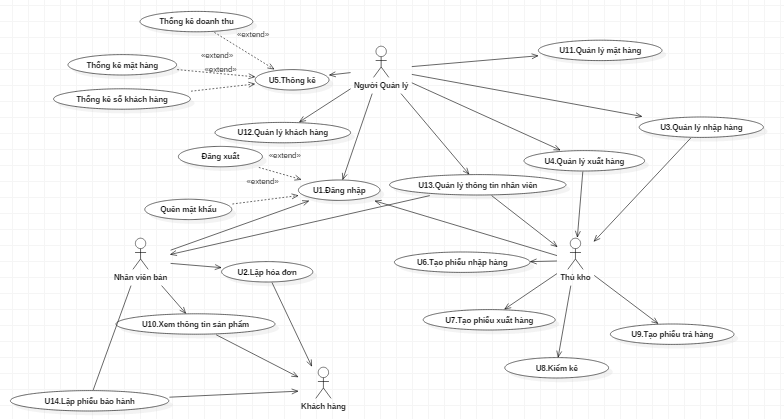 Thống kê doanh thu
«extend»
U11.Quản lý mặt hàng
Thống kê mặt hàng
«extend»
«extend»
U5.Thống kê
Người Quản lý
Thống kê số khách hàng
U12.Quản lý khách hàng
U3.Quản lý nhập hàng
Đăng xuất
«extend»
U4.Quản lý xuất hàng
«extend»
U1.Đăng nhập
U13.Quản lý thông tin nhân viên
Quên mật khẩu
U6.Tạo phiếu nhập hàng
Nhân viên bán
U2.Lập hóa đơn
Thủ kho
U10.Xem thông tin sản phẩm
U7.Tạo phiếu xuất hàng
U9.Tạo phiếu trả hàng
U8.Kiểm kê
U14.Lập phiếu bảo hành
Khách hàng